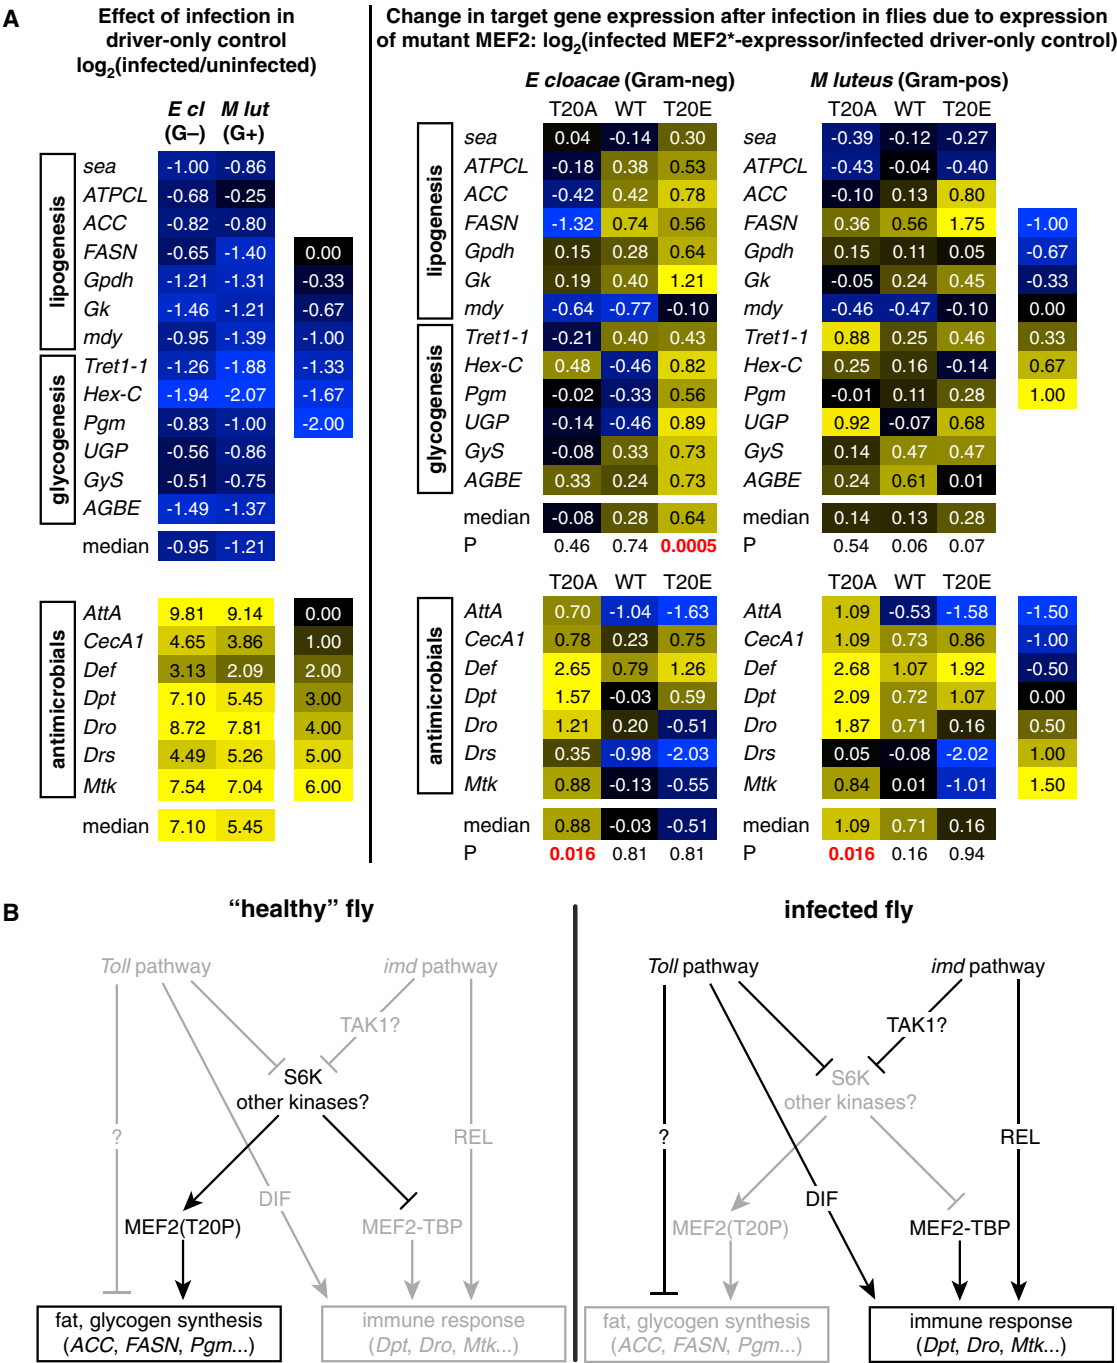 A
Effect of infection in
driver-only control
log2(infected/uninfected)
E cl M lut
(G–) (G+)
lipogenesis
sea -1.00 -0.86
ATPCL -0.68 -0.25
ACC -0.82 -0.80
FASN -0.65 -1.40 0.00
Gpdh -1.21 -1.31 -0.33
Gk -1.46 -1.21 -0.67
mdy -0.95 -1.39 -1.00
glycogenesis
Tret1-1 -1.26 -1.88 -1.33
Hex-C -1.94 -2.07 -1.67
Pgm -0.83 -1.00 -2.00
UGP -0.56 -0.86
GyS -0.51 -0.75
AGBE -1.49 -1.37
median -0.95 -1.21
antimicrobials
AttA 9.81 9.14 0.00
CecA1 4.65 3.86 1.00
Def 3.13 2.09 2.00
Dpt 7.10 5.45 3.00
Dro 8.72 7.81 4.00
Drs 4.49 5.26 5.00
Mtk 7.54 7.04 6.00
median 7.10 5.45
Change in target gene expression after infection in flies due to expression
of mutant MEF2: log2(infected MEF2*-expressor/infected driver-only control)
E cloacae (Gram-neg) M luteus (Gram-pos)
T20A WT T20E T20A WT T20E
lipogenesis
sea 0.04 -0.14 0.30 sea -0.39 -0.12 -0.27
ATPCL -0.18 0.38 0.53 ATPCL -0.43 -0.04 -0.40
ACC -0.42 0.42 0.78 ACC -0.10 0.13 0.80
FASN -1.32 0.74 0.56 FASN 0.36 0.56 1.75 -1.00
Gpdh 0.15 0.28 0.64 Gpdh 0.15 0.11 0.05 -0.67
Gk 0.19 0.40 1.21 Gk -0.05 0.24 0.45 -0.33
mdy -0.64 -0.77 -0.10 mdy -0.46 -0.47 -0.10 0.00
glycogenesis
Tret1-1 -0.21 0.40 0.43 Tret1-1 0.88 0.25 0.46 0.33
Hex-C 0.48 -0.46 0.82 Hex-C 0.25 0.16 -0.14 0.67
Pgm -0.02 -0.33 0.56 Pgm -0.01 0.11 0.28 1.00
UGP -0.14 -0.46 0.89 UGP 0.92 -0.07 0.68
GyS -0.08 0.33 0.73 GyS 0.14 0.47 0.47
AGBE 0.33 0.24 0.73 AGBE 0.24 0.61 0.01
median -0.08 0.28 0.64 median 0.14 0.13 0.28
P 0.46 0.74 0.0005 P 0.54 0.06 0.07
T20A WT T20E T20A WT T20E
antimicrobials
AttA 0.70 -1.04 -1.63 AttA 1.09 -0.53 -1.58 -1.50
CecA1 0.78 0.23 0.75 CecA1 1.09 0.73 0.86 -1.00
Def 2.65 0.79 1.26 Def 2.68 1.07 1.92 -0.50
Dpt 1.57 -0.03 0.59 Dpt 2.09 0.72 1.07 0.00
Dro 1.21 0.20 -0.51 Dro 1.87 0.71 0.16 0.50
Drs 0.35 -0.98 -2.03 Drs 0.05 -0.08 -2.02 1.00
Mtk 0.88 -0.13 -0.55 Mtk 0.84 0.01 -1.01 1.50
median 0.88 -0.03 -0.51 median 1.09 0.71 0.16
P 0.016 0.81 0.81 P 0.016 0.16 0.94
B
“healthy” fly
Toll pathway imd pathway
TAK1?
S6K
other kinases?
? REL
DIF
MEF2(T20P) MEF2-TBP
fat, glycogen synthesis
(ACC, FASN, Pgm...)
immune response
(Dpt, Dro, Mtk...)
infected fly
Toll pathway imd pathway
TAK1?
S6K
other kinases?
? REL
DIF
MEF2(T20P) MEF2-TBP
fat, glycogen synthesis
(ACC, FASN, Pgm...)
immune response
(Dpt, Dro, Mtk...)